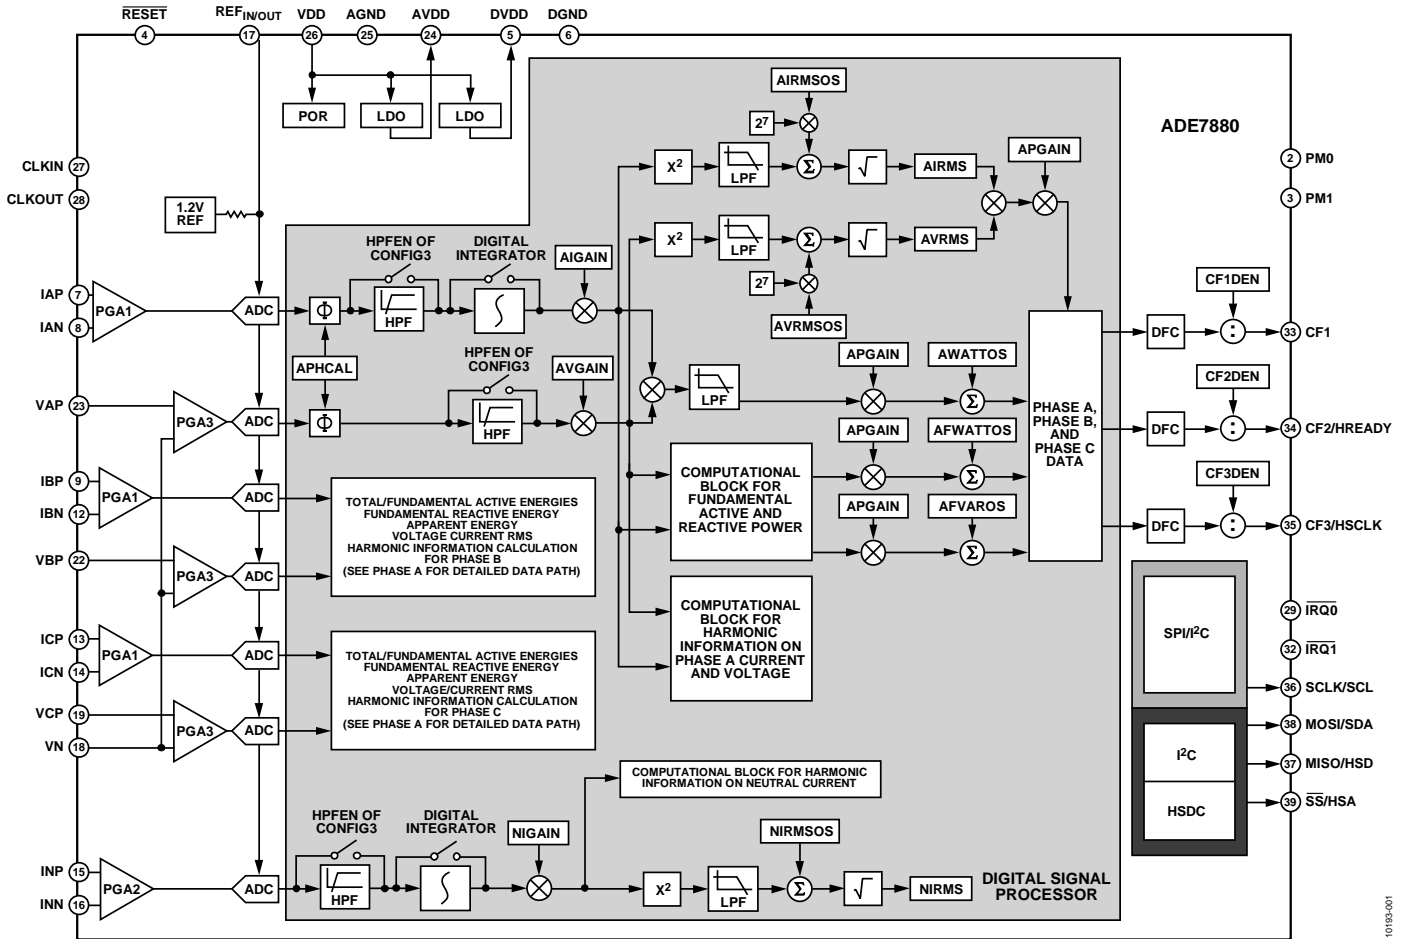 RESET
REFIN/OUT
VDD
AGND
AVDD
DVDD
DGND
4
17
26
25
24
5
6
POR
LDO
LDO
AIRMSOS
2⁷
ADE7880
APGAIN
CLKIN 27
CLKOUT 28
2 PM0
3 PM1
1.2V
REF
X²
LPF
Σ
√
AIRMS
X²
LPF
Σ
√
AVRMS
2⁷
AVRMSOS
HPFEN OF
CONFIG3
DIGITAL
INTEGRATOR
AIGAIN
IAP 7
IAN 8
PGA1
ADC
Φ
HPF
∫
APHCAL
HPFEN OF
CONFIG3
AVGAIN
VAP 23
PGA3
ADC
Φ
HPF
LPF
APGAIN
AWATTOS
Σ
APGAIN
AFWATTOS
Σ
APGAIN
AFVAROS
Σ
COMPUTATIONAL
BLOCK FOR
FUNDAMENTAL
ACTIVE AND
REACTIVE POWER
COMPUTATIONAL
BLOCK FOR
HARMONIC
INFORMATION ON
PHASE A CURRENT
AND VOLTAGE
PHASE A,
PHASE B,
AND
PHASE C
DATA
CF1DEN
DFC
:
33 CF1
CF2DEN
DFC
:
34 CF2/HREADY
CF3DEN
DFC
:
35 CF3/HSCLK
IBP 9
IBN 12
PGA1
ADC
VBP 22
PGA3
ADC
TOTAL/FUNDAMENTAL ACTIVE ENERGIES
FUNDAMENTAL REACTIVE ENERGY
APPARENT ENERGY
VOLTAGE CURRENT RMS
HARMONIC INFORMATION CALCULATION
FOR PHASE B
(SEE PHASE A FOR DETAILED DATA PATH)
ICP 13
ICN 14
PGA1
ADC
VCP 19
VN 18
PGA3
ADC
TOTAL/FUNDAMENTAL ACTIVE ENERGIES
FUNDAMENTAL REACTIVE ENERGY
APPARENT ENERGY
VOLTAGE/CURRENT RMS
HARMONIC INFORMATION CALCULATION
FOR PHASE C
(SEE PHASE A FOR DETAILED DATA PATH)
SPI/I²C
I²C
HSDC
29 IRQ0
32 IRQ1
36 SCLK/SCL
38 MOSI/SDA
37 MISO/HSD
39 SS/HSA
COMPUTATIONAL BLOCK FOR HARMONIC
INFORMATION ON NEUTRAL CURRENT
HPFEN OF
CONFIG3
DIGITAL
INTEGRATOR
NIGAIN
NIRMSOS
INP 15
INN 16
PGA2
ADC
HPF
∫
X²
LPF
Σ
√
NIRMS
DIGITAL SIGNAL
PROCESSOR
10193-001